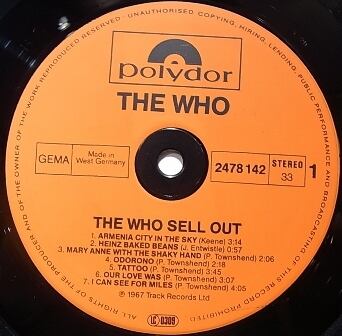 ALL RIGHTS OF THE PRODUCER AND OF THE OWNER OF THE WORK REPRODUCED RESERVED UNAUTHORISED COPYING, HIRING, LENDING, PUBLIC PERFORMANCE AND BROADCASTING OF THIS RECORD PROHIBITED
polydor
THE WHO
GEMA
Made in
West Germany
2478 142
STEREO
33
1
THE WHO SELL OUT
1. ARMENIA CITY IN THE SKY (Keene) 3:14
2. HEINZ BAKED BEANS (J. Entwistle) 0:57
3. MARY ANNE WITH THE SHAKY HAND (P. Townshend) 2:06
4. ODORONO (P. Townshend) 2:16
5. TATTOO (P. Townshend) 2:42
6. OUR LOVE WAS (P. Townshend) 3:07
7. I CAN SEE FOR MILES (P. Townshend) 4:17
℗ 1967 Track Records Ltd
LC 0309